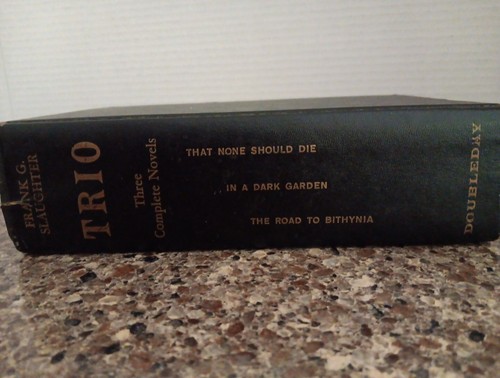 FRANK G.
SLAUGHTER
TRIO
Three
Complete Novels
THAT NONE SHOULD DIE
IN A DARK GARDEN
THE ROAD TO BITHYNIA
DOUBLEDAY